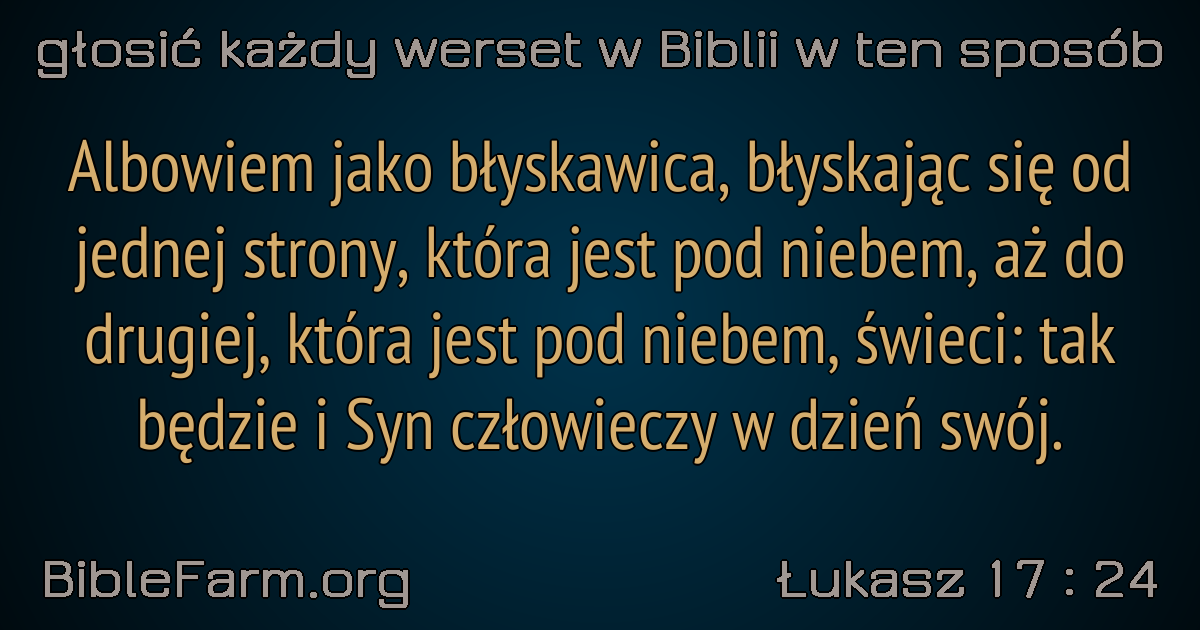 głosić każdy werset w Biblii w ten sposób
Albowiem jako błyskawica, błyskając się od
jednej strony, która jest pod niebem, aż do
drugiej, która jest pod niebem, świeci: tak
będzie i Syn człowieczy w dzień swój.
BibleFarm.org
Łukasz 17 : 24